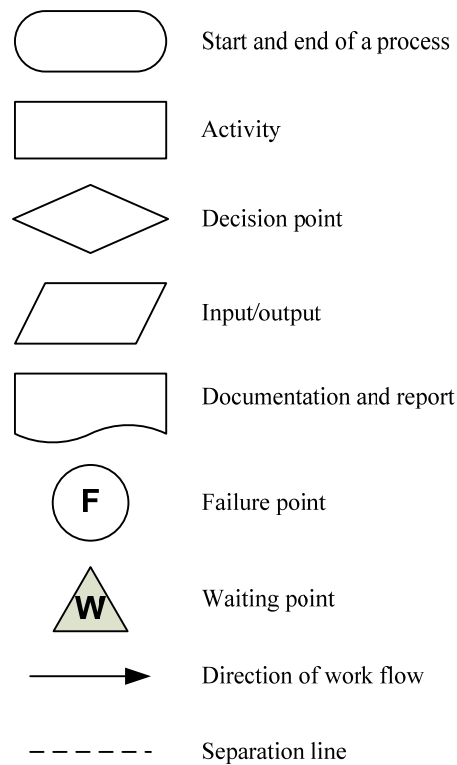 Start and end of a process
Activity
Decision point
Input/output
Documentation and report
F Failure point
W Waiting point
Direction of work flow
Separation line